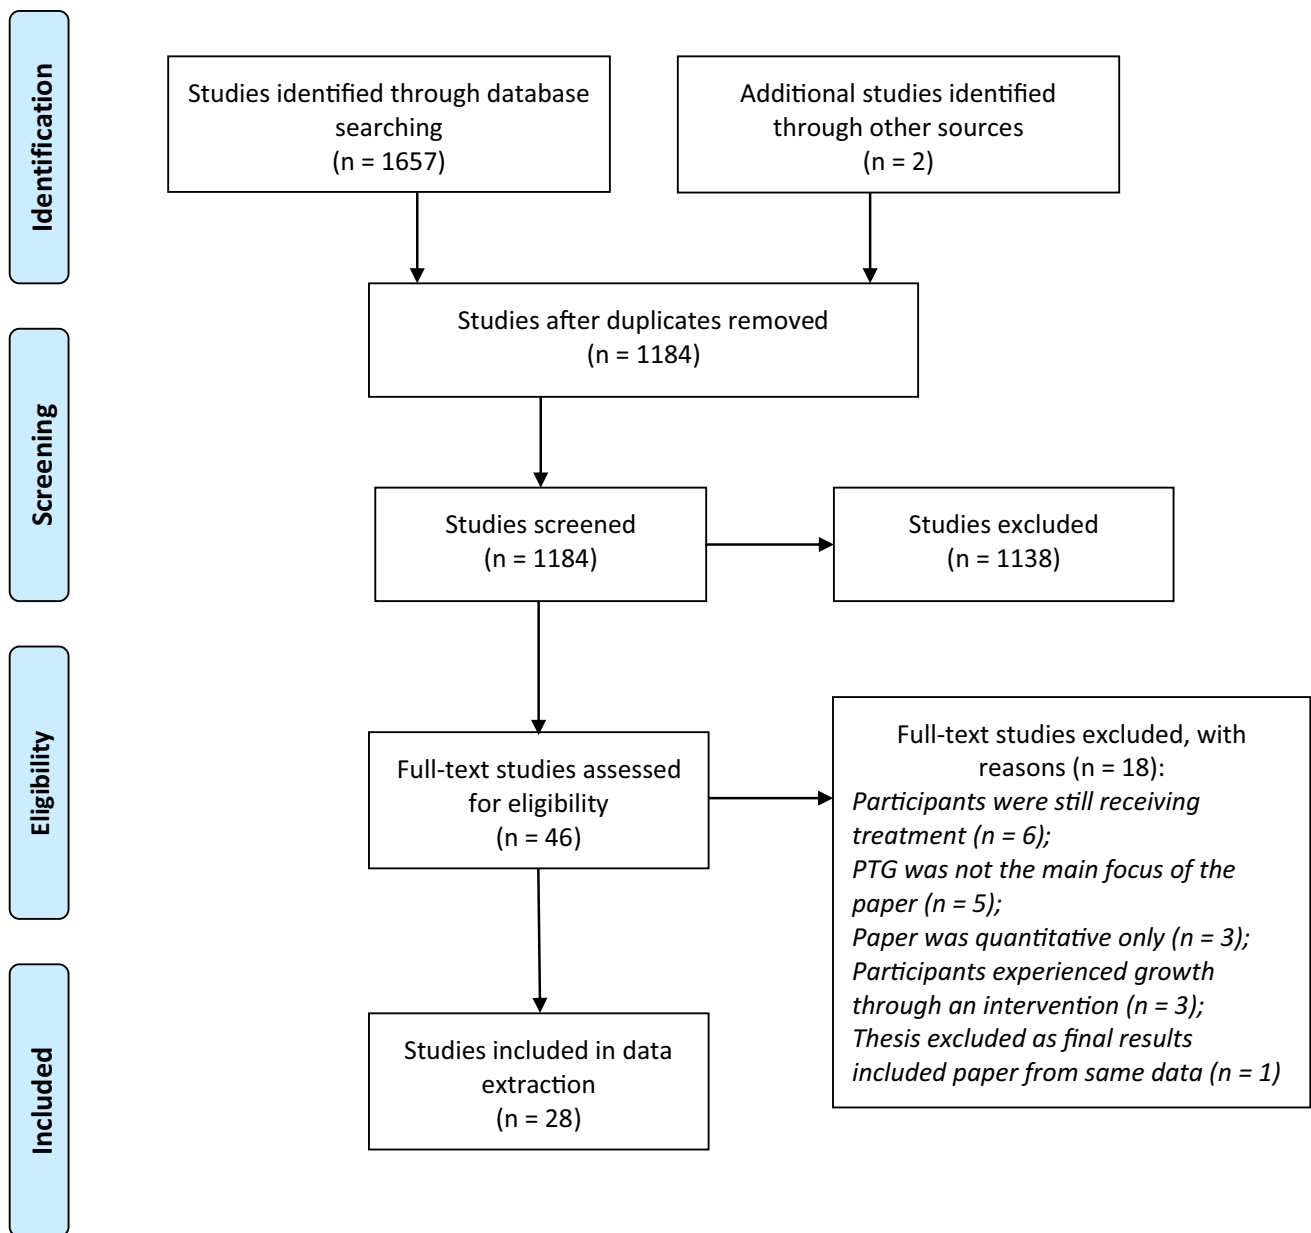 Identification
Studies identified through database
searching
(n = 1657)
Additional studies identified
through other sources
(n = 2)
Studies after duplicates removed
(n = 1184)
Screening
Studies screened
(n = 1184)
Studies excluded
(n = 1138)
Eligibility
Full-text studies assessed
for eligibility
(n = 46)
Full-text studies excluded, with
reasons (n = 18):
Participants were still receiving
treatment (n = 6);
PTG was not the main focus of the
paper (n = 5);
Paper was quantitative only (n = 3);
Participants experienced growth
through an intervention (n = 3);
Thesis excluded as final results
included paper from same data (n = 1)
Included
Studies included in data
extraction
(n = 28)